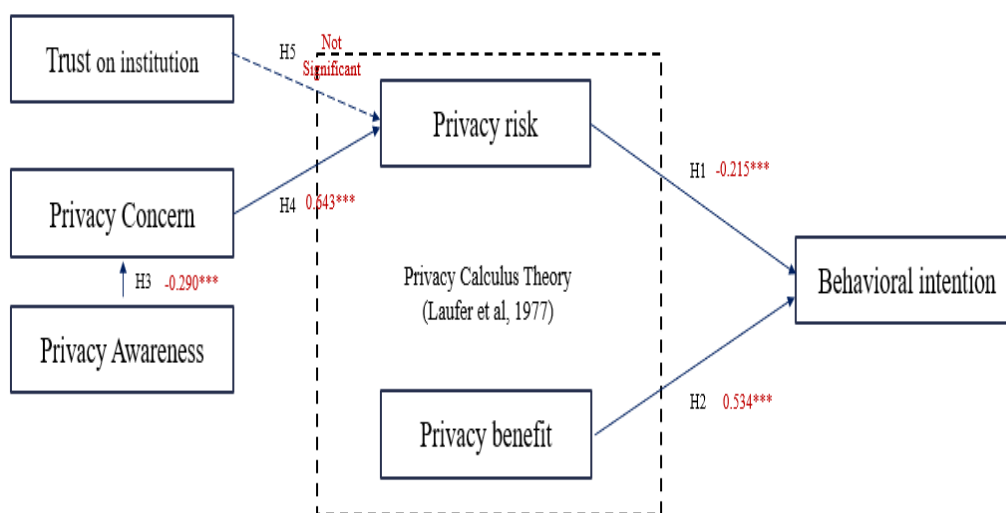 Trust on institution
H5
Not
Significant
Privacy risk
Privacy Concern
H4 0.643***
H1 -0.215***
H3 -0.290***
Privacy Awareness
Privacy Calculus Theory
(Laufer et al, 1977)
Behavioral intention
Privacy benefit
H2 0.534***